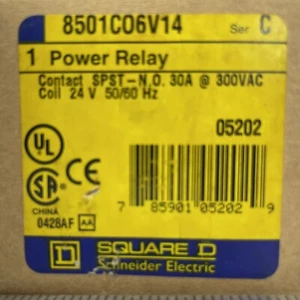 8501CO6V14 Ser C
1 Power Relay
Contact SPST-N.O. 30A @ 300VAC
Coil 24 V 50/60 Hz
05202
UL
CE
SA
CHINA
0428AF AA
7 85901 05202 9
SQUARE D
Schneider Electric